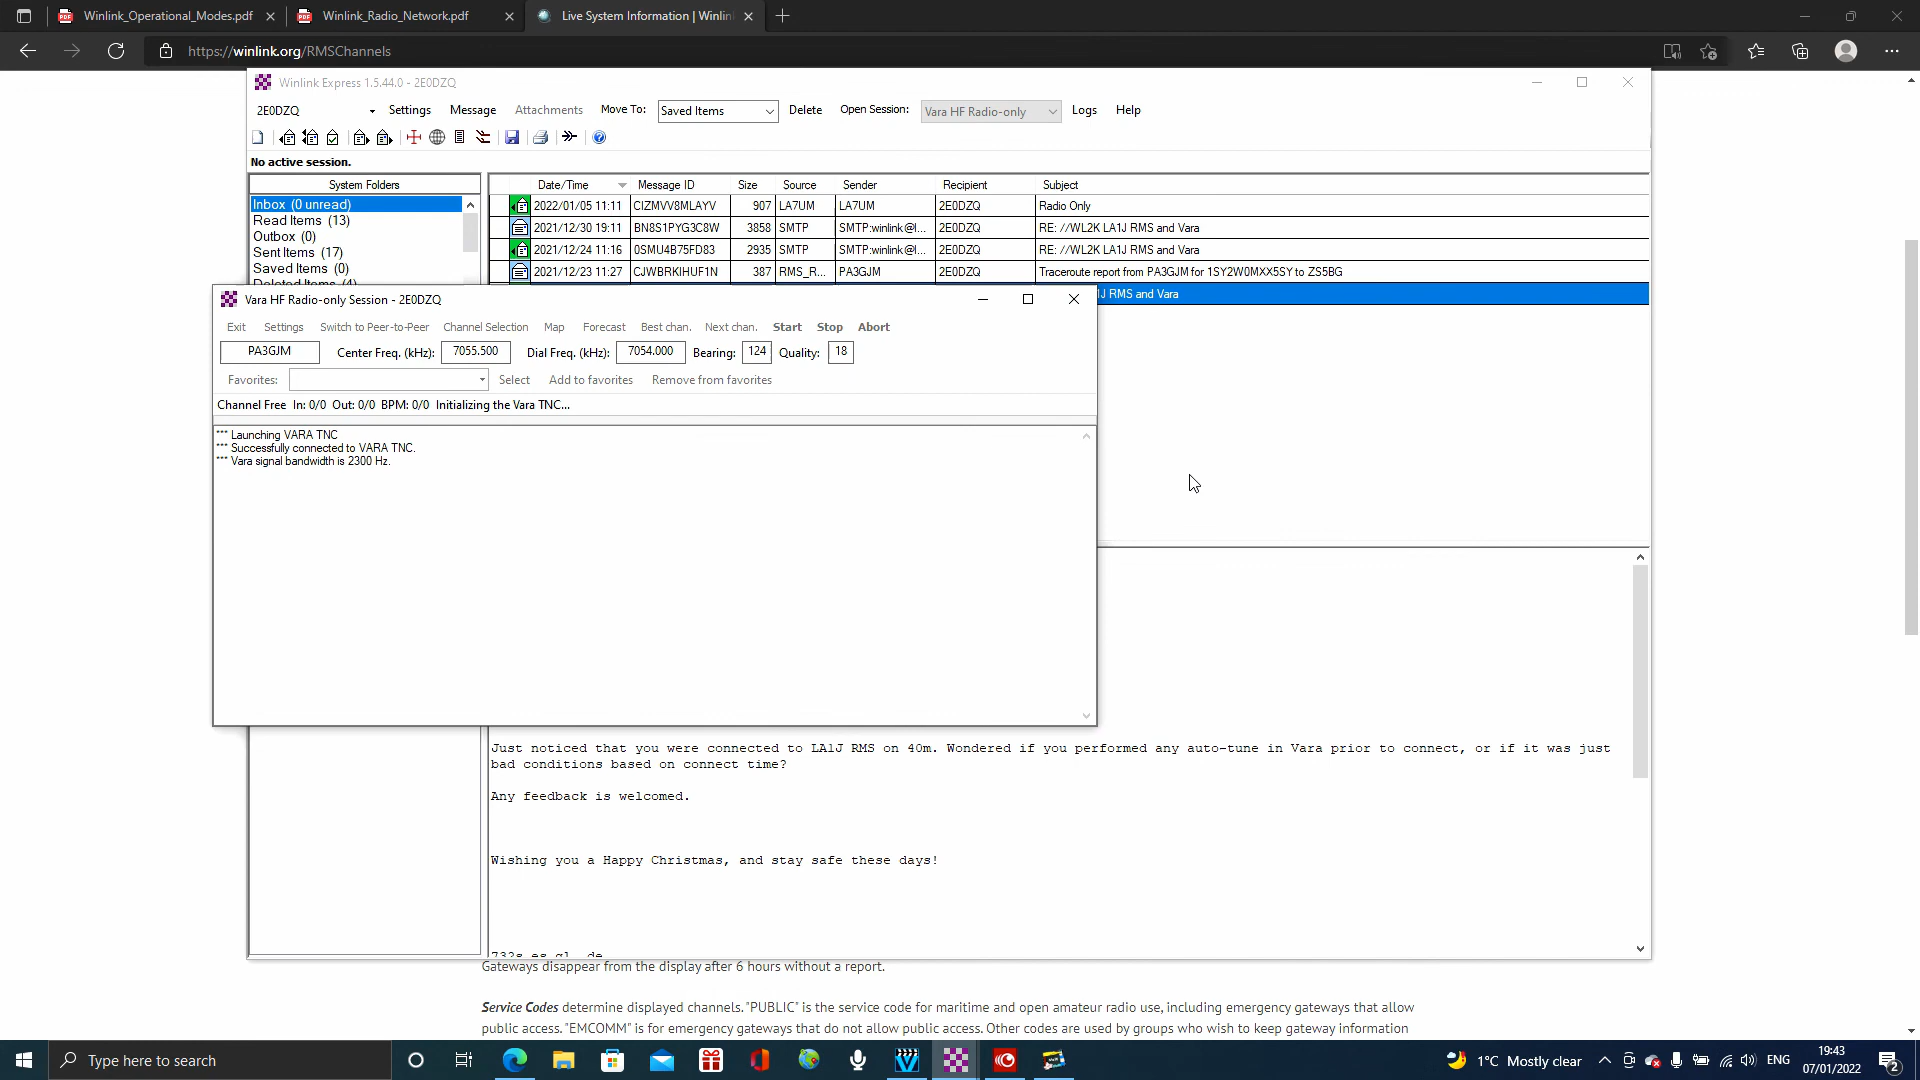 Winlink_Operational_Modes.pdf
Winlink_Radio_Network.pdf
Live System Information | Winlin
https://winlink.org/RMSChannels
Winlink Express 1.5.44.0 - 2E0DZQ
2E0DZQ Settings Message Attachments Move To: Saved Items Delete Open Session: Vara HF Radio-only Logs Help
No active session.
System Folders
Inbox (0 unread)
Read Items (13)
Outbox (0)
Sent Items (17)
Saved Items (0)
Deleted Items (4)
Date/Time Message ID Size Source Sender Recipient Subject
2022/01/05 11:11 CIZMVV8MLAYV 907 LA7UM LA7UM 2E0DZQ Radio Only
2021/12/30 19:11 BN8S1PYG3C8W 3858 SMTP SMTP:winlink@l... 2E0DZQ RE: //WL2K LA1J RMS and Vara
2021/12/24 11:16 0SMU4B75FD83 2935 SMTP SMTP:winlink@l... 2E0DZQ RE: //WL2K LA1J RMS and Vara
2021/12/23 11:27 CJWBRKIHUF1N 387 RMS_R... PA3GJM 2E0DZQ Traceroute report from PA3GJM for 1SY2W0MXX5SY to ZS5BG
1J RMS and Vara
Vara HF Radio-only Session - 2E0DZQ
Exit Settings Switch to Peer-to-Peer Channel Selection Map Forecast Best chan. Next chan. Start Stop Abort
PA3GJM Center Freq. (kHz): 7055.500 Dial Freq. (kHz): 7054.000 Bearing: 124 Quality: 18
Favorites: Select Add to favorites Remove from favorites
Channel Free In: 0/0 Out: 0/0 BPM: 0/0 Initializing the Vara TNC...
*** Launching VARA TNC
*** Successfully connected to VARA TNC.
*** Vara signal bandwidth is 2300 Hz.
Just noticed that you were connected to LA1J RMS on 40m. Wondered if you performed any auto-tune in Vara prior to connect, or if it was just
bad conditions based on connect time?
Any feedback is welcomed.
Wishing you a Happy Christmas, and stay safe these days!
Gateways disappear from the display after 6 hours without a report.
Service Codes determine displayed channels. "PUBLIC" is the service code for maritime and open amateur radio use, including emergency gateways that allow
public access. "EMCOMM" is for emergency gateways that do not allow public access. Other codes are used by groups who wish to keep gateway information
Type here to search
1°C Mostly clear
ENG
19:43
07/01/2022
2